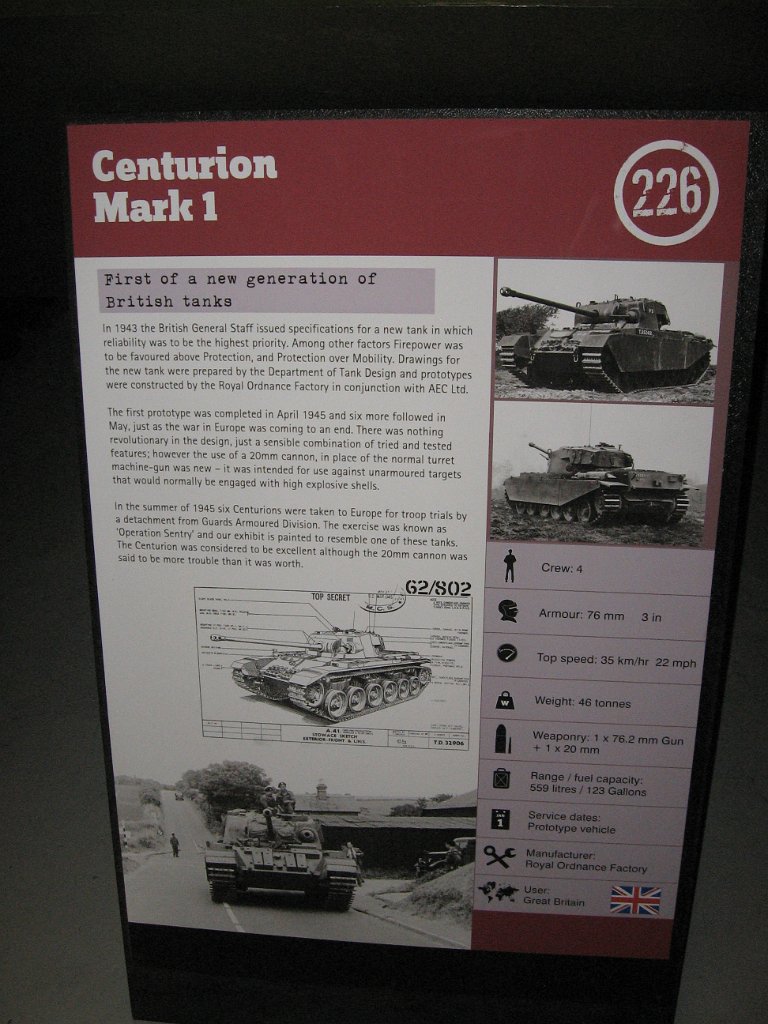 Centurion
Mark 1
226
First of a new generation of
British tanks
In 1943 the British General Staff issued specifications for a new tank in which
reliability was to be the highest priority. Among other factors Firepower was
to be favoured above Protection, and Protection over Mobility. Drawings for
the new tank were prepared by the Department of Tank Design and prototypes
were constructed by the Royal Ordnance Factory in conjunction with AEC Ltd.
The first prototype was completed in April 1945 and six more followed in
May, just as the war in Europe was coming to an end. There was nothing
revolutionary in the design, just a sensible combination of tried and tested
features; however the use of a 20mm cannon, in place of the normal turret
machine-gun was new – it was intended for use against unarmoured targets
that would normally be engaged with high explosive shells.
In the summer of 1945 six Centurions were taken to Europe for troop trials by
a detachment from Guards Armoured Division. The exercise was known as
'Operation Sentry' and our exhibit is painted to resemble one of these tanks.
The Centurion was considered to be excellent although the 20mm cannon was
said to be more trouble than it was worth.
62/802
TOP SECRET
A.41
STOWAGE SKETCH
EXTERIOR-FRONT & L.H.S.
T.D. 32906
Crew: 4
Armour: 76 mm 3 in
Top speed: 35 km/hr 22 mph
W
Weight: 46 tonnes
Weaponry: 1 x 76.2 mm Gun
+ 1 x 20 mm
Range / fuel capacity:
559 litres / 123 Gallons
JAN
1
Service dates:
Prototype vehicle
Manufacturer:
Royal Ordnance Factory
User:
Great Britain